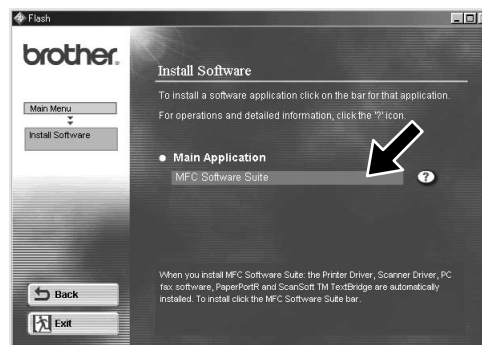 Flash
brother.
Main Menu
Install Software
Install Software
To install a software application click on the bar for that application.
For operations and detailed information, click the '?' icon.
Main Application
MFC Software Suite
?
When you install MFC Software Suite: the Printer Driver, Scanner Driver, PC
fax software, PaperPortR and ScanSoft TM TextBridge are automatically
installed. To install click the MFC Software Suite bar.
Back
Exit